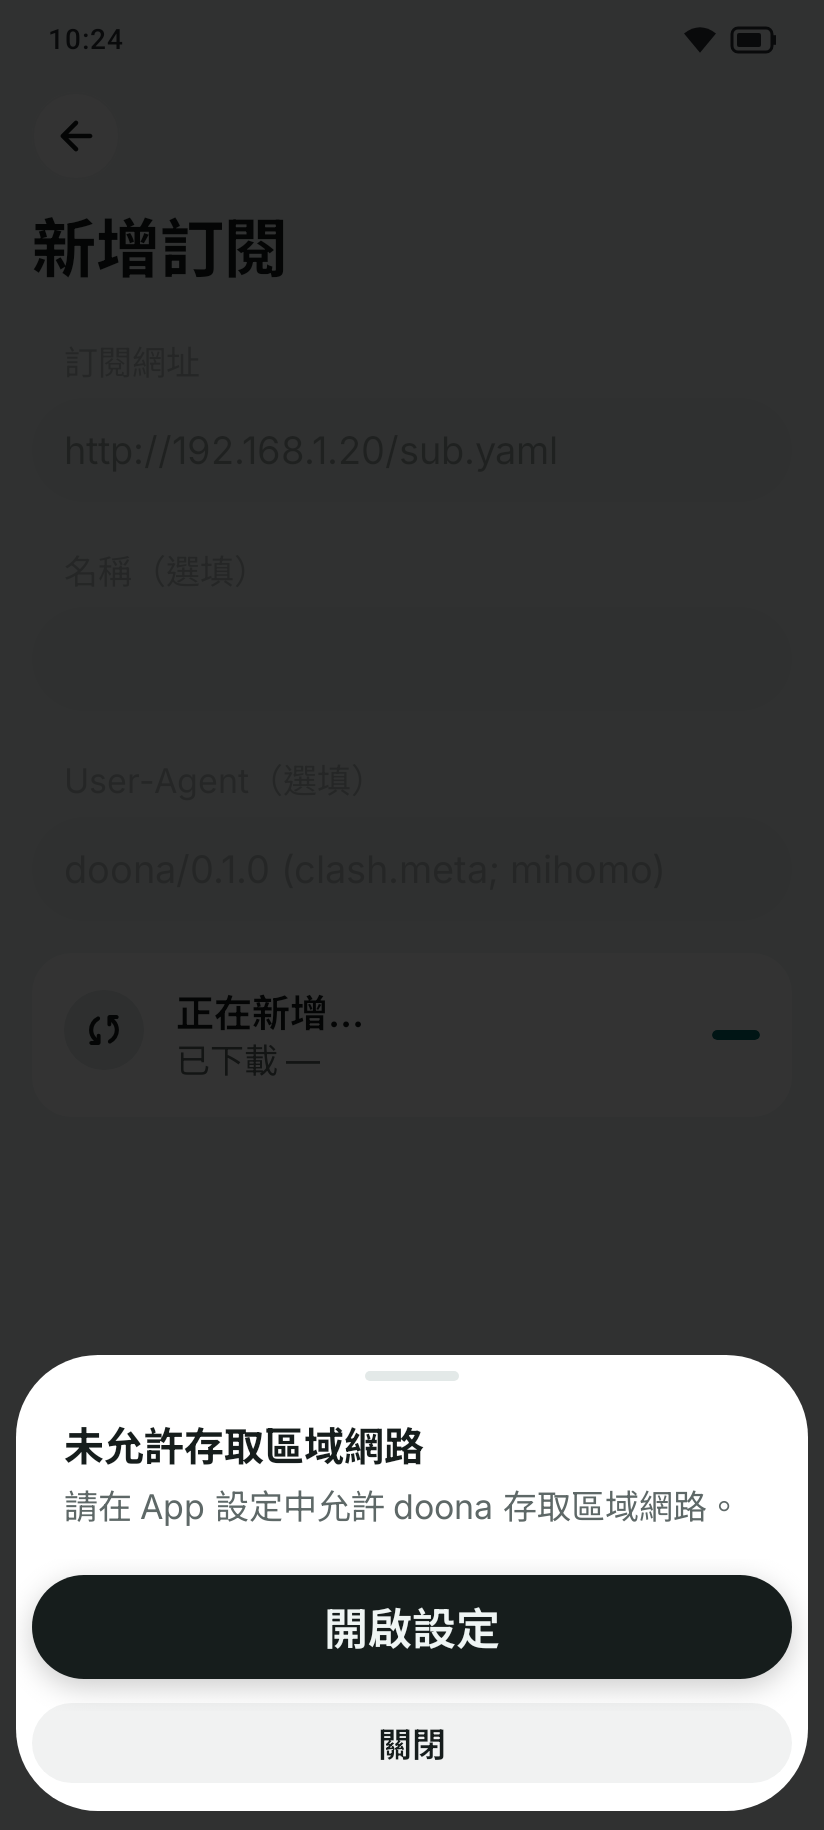 10:24
新增訂閱
訂閱網址
http://192.168.1.20/sub.yaml
名稱（選填）
User-Agent（選填）
doona/0.1.0 (clash.meta; mihomo)
正在新增...
已下載 —
未允許存取區域網路
請在 App 設定中允許 doona 存取區域網路。
開啟設定
關閉